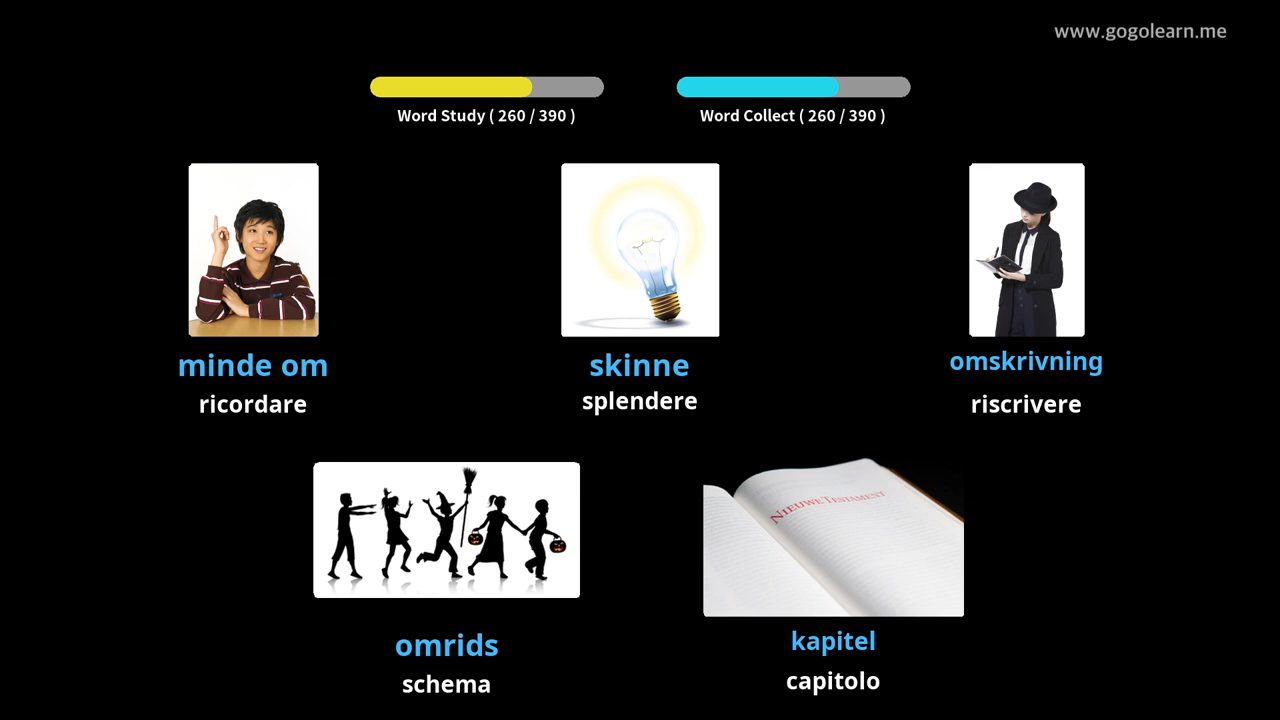 www.gogolearn.me
Word Study ( 260 / 390 )
Word Collect ( 260 / 390 )
minde om
ricordare
skinne
splendere
omskrivning
riscrivere
NIEUWE TESTAMENT
omrids
schema
kapitel
capitolo